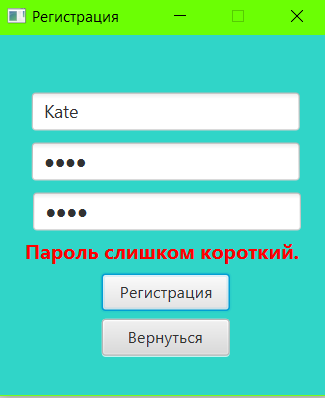 Регистрация
Kate
●●●●
●●●●
Пароль слишком короткий.
Регистрация
Вернуться